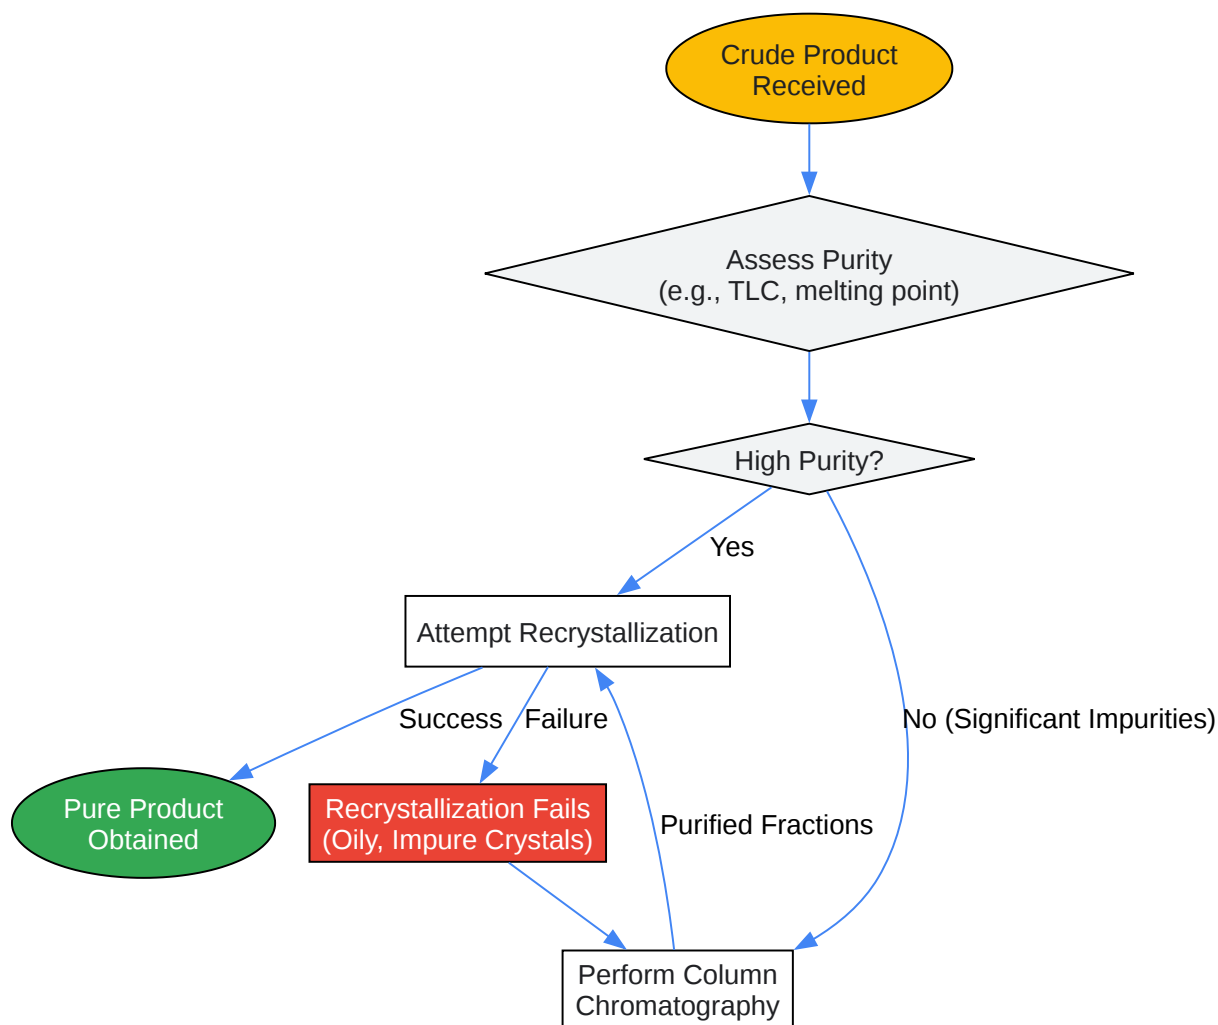 Crude Product
Received
Assess Purity
(e.g., TLC, melting point)
High Purity?
Yes
Attempt Recrystallization
Success
Failure
No (Significant Impurities)
Pure Product
Obtained
Recrystallization Fails
(Oily, Impure Crystals)
Purified Fractions
Perform Column
Chromatography